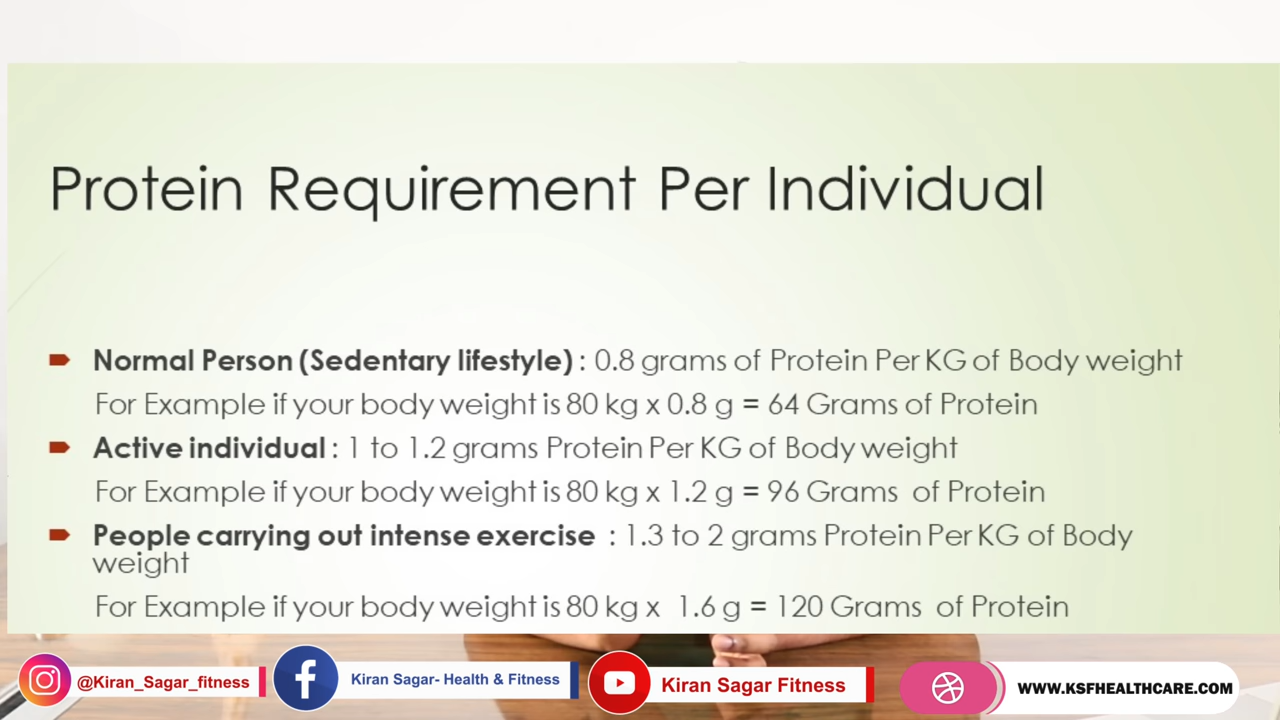 Protein Requirement Per Individual
Normal Person (Sedentary lifestyle) : 0.8 grams of Protein Per KG of Body weight
For Example if your body weight is 80 kg x 0.8 g = 64 Grams of Protein
Active individual : 1 to 1.2 grams Protein Per KG of Body weight
For Example if your body weight is 80 kg x 1.2 g = 96 Grams of Protein
People carrying out intense exercise : 1.3 to 2 grams Protein Per KG of Body
weight
For Example if your body weight is 80 kg x 1.6 g = 120 Grams of Protein
@Kiran_Sagar_fitness
Kiran Sagar- Health & Fitness
Kiran Sagar Fitness
WWW.KSFHEALTHCARE.COM